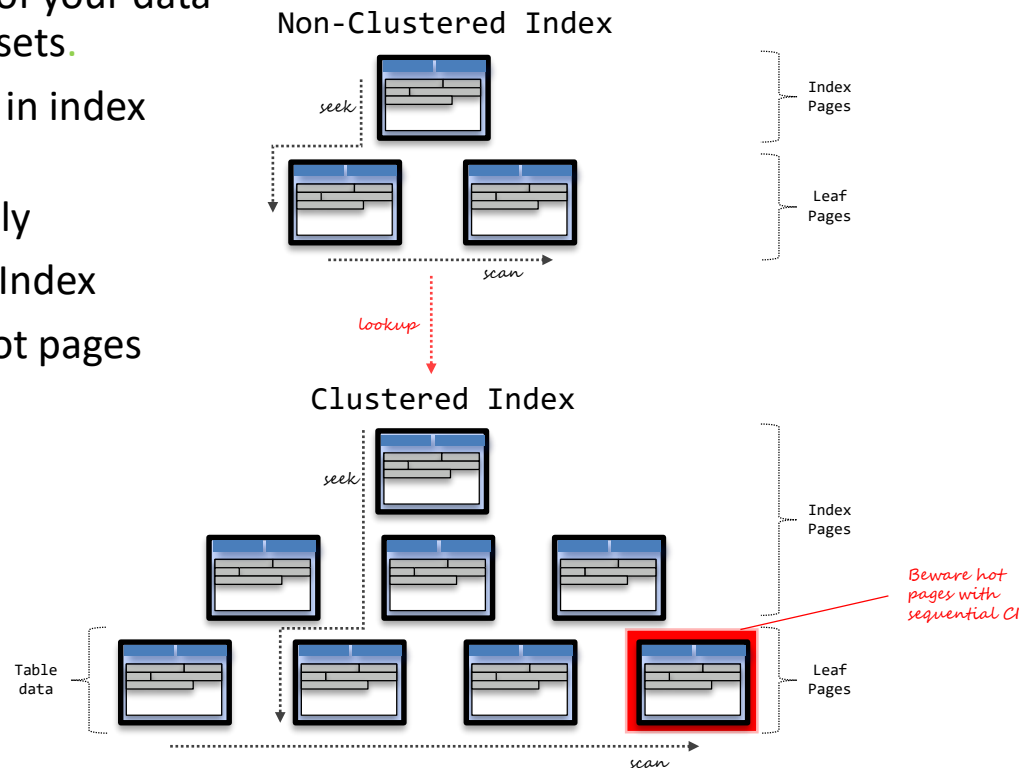 of your data
sets.
in index
ly
Index
ot pages
Non-Clustered Index
seek
Index
Pages
Leaf
Pages
scan
lookup
Clustered Index
seek
Index
Pages
Beware hot
pages with
sequential CI
Table
data
Leaf
Pages
scan